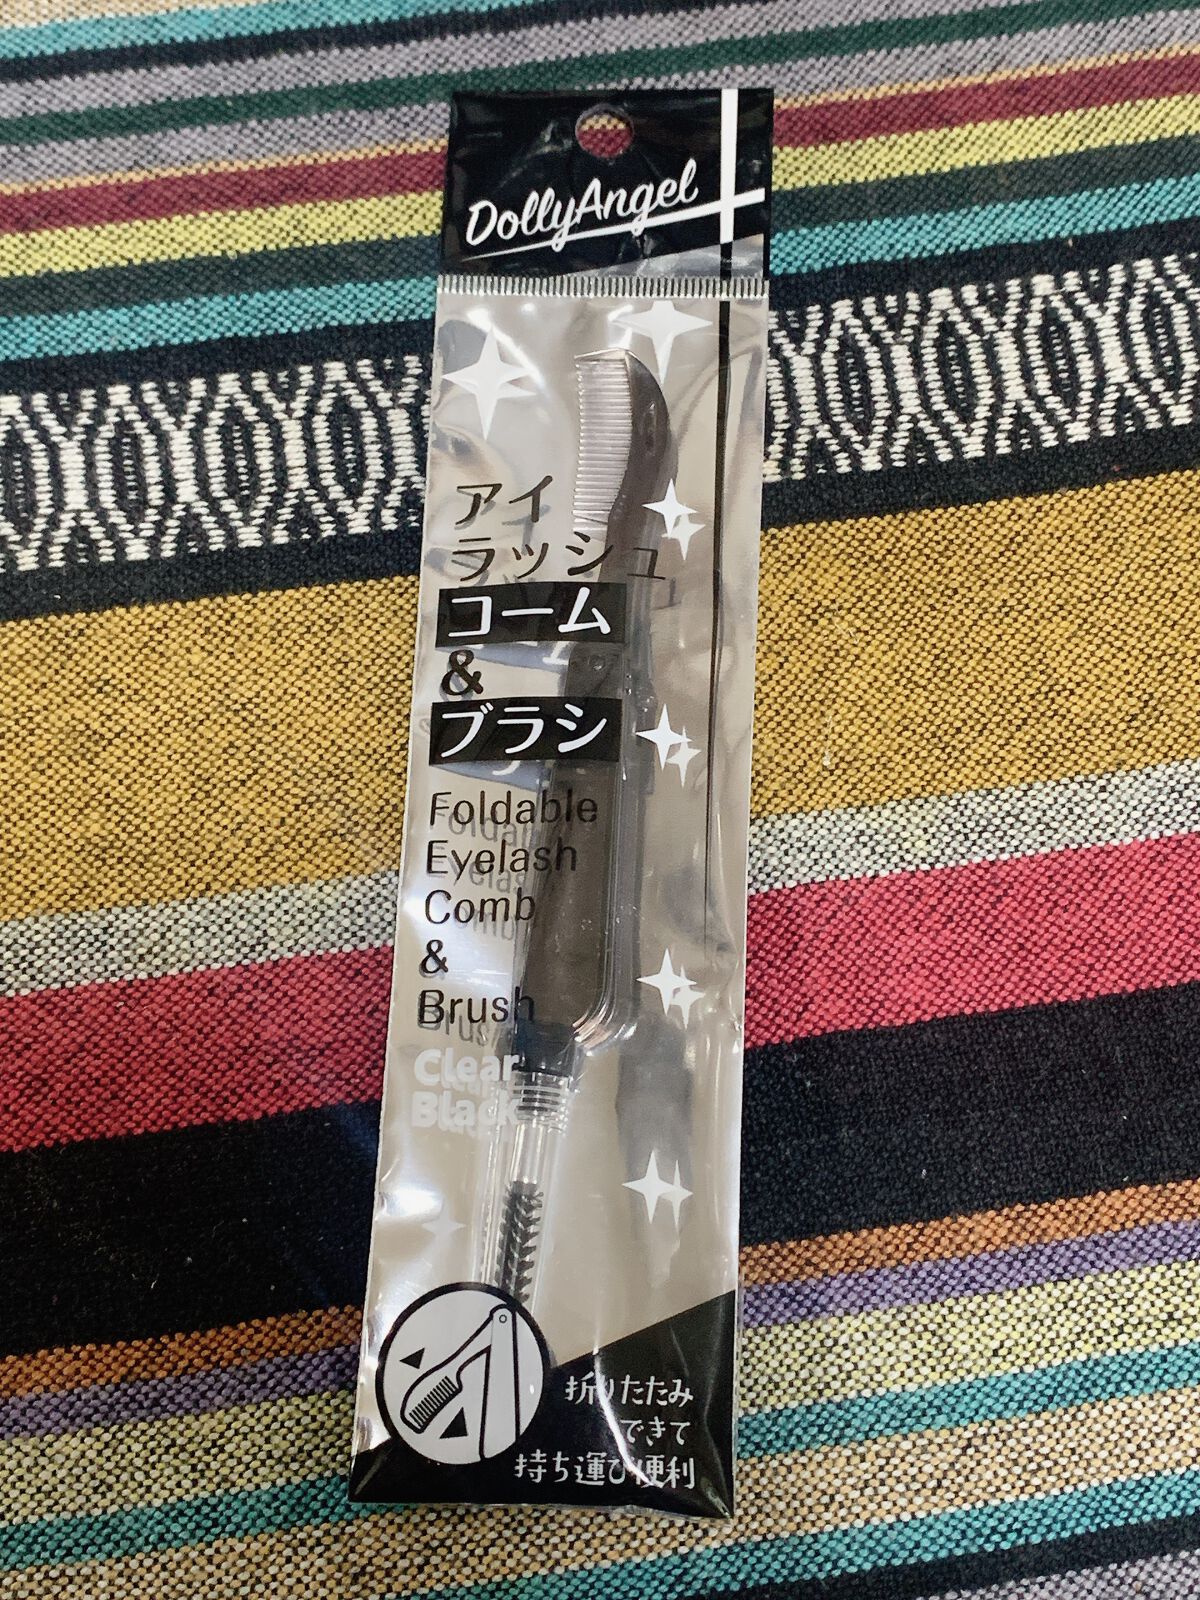 DollyAngel
アイ
ラッシュ
コーム
&
ブラシ
Foldable
Eyelash
Comb
&
Brush
Clear
Black
折りたたみ
できて
持ち運び便利